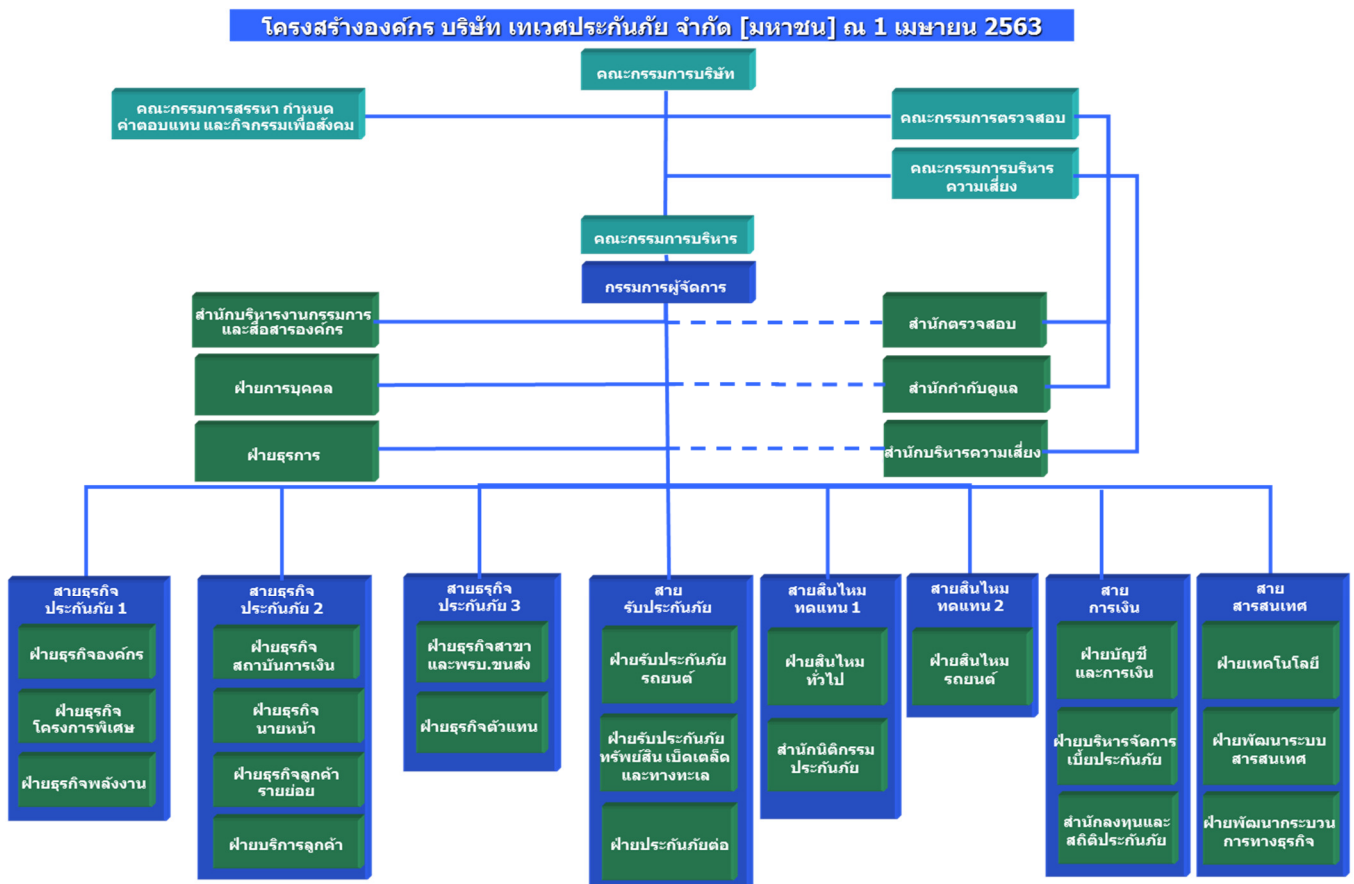 โครงสร้างองค์กร บริษัท เทเวศประกันภัย จำกัด [มหาชน] ณ 1 เมษายน 2563
คณะกรรมการบริษัท
คณะกรรมการสรรหา กำหนด
ค่าตอบแทน และกิจกรรมเพื่อสังคม
คณะกรรมการตรวจสอบ
คณะกรรมการบริหาร
ความเสี่ยง
คณะกรรมการบริหาร
กรรมการผู้จัดการ
สำนักบริหารงานกรรมการ
และสื่อสารองค์กร
สำนักตรวจสอบ
ฝ่ายการบุคคล
สำนักกำกับดูแล
ฝ่ายธุรการ
สำนักบริหารความเสี่ยง
สายธุรกิจ
ประกันภัย 1
ฝ่ายธุรกิจองค์กร
ฝ่ายธุรกิจ
โครงการพิเศษ
ฝ่ายธุรกิจพลังงาน
สายธุรกิจ
ประกันภัย 2
ฝ่ายธุรกิจ
สถาบันการเงิน
ฝ่ายธุรกิจ
นายหน้า
ฝ่ายธุรกิจลูกค้า
รายย่อย
ฝ่ายบริการลูกค้า
สายธุรกิจ
ประกันภัย 3
ฝ่ายธุรกิจสาขา
และพรบ.ขนส่ง
ฝ่ายธุรกิจตัวแทน
สาย
รับประกันภัย
ฝ่ายรับประกันภัย
รถยนต์
ฝ่ายรับประกันภัย
ทรัพย์สิน เบ็ดเตล็ด
และทางทะเล
ฝ่ายประกันภัยต่อ
สายสินไหม
ทดแทน 1
ฝ่ายสินไหม
ทั่วไป
สำนักนิติกรรม
ประกันภัย
สายสินไหม
ทดแทน 2
ฝ่ายสินไหม
รถยนต์
สาย
การเงิน
ฝ่ายบัญชี
และการเงิน
ฝ่ายบริหารจัดการ
เบี้ยประกันภัย
สำนักลงทุนและ
สถิติประกันภัย
สาย
สารสนเทศ
ฝ่ายเทคโนโลยี
ฝ่ายพัฒนาระบบ
สารสนเทศ
ฝ่ายพัฒนากระบวน
การทางธุรกิจ